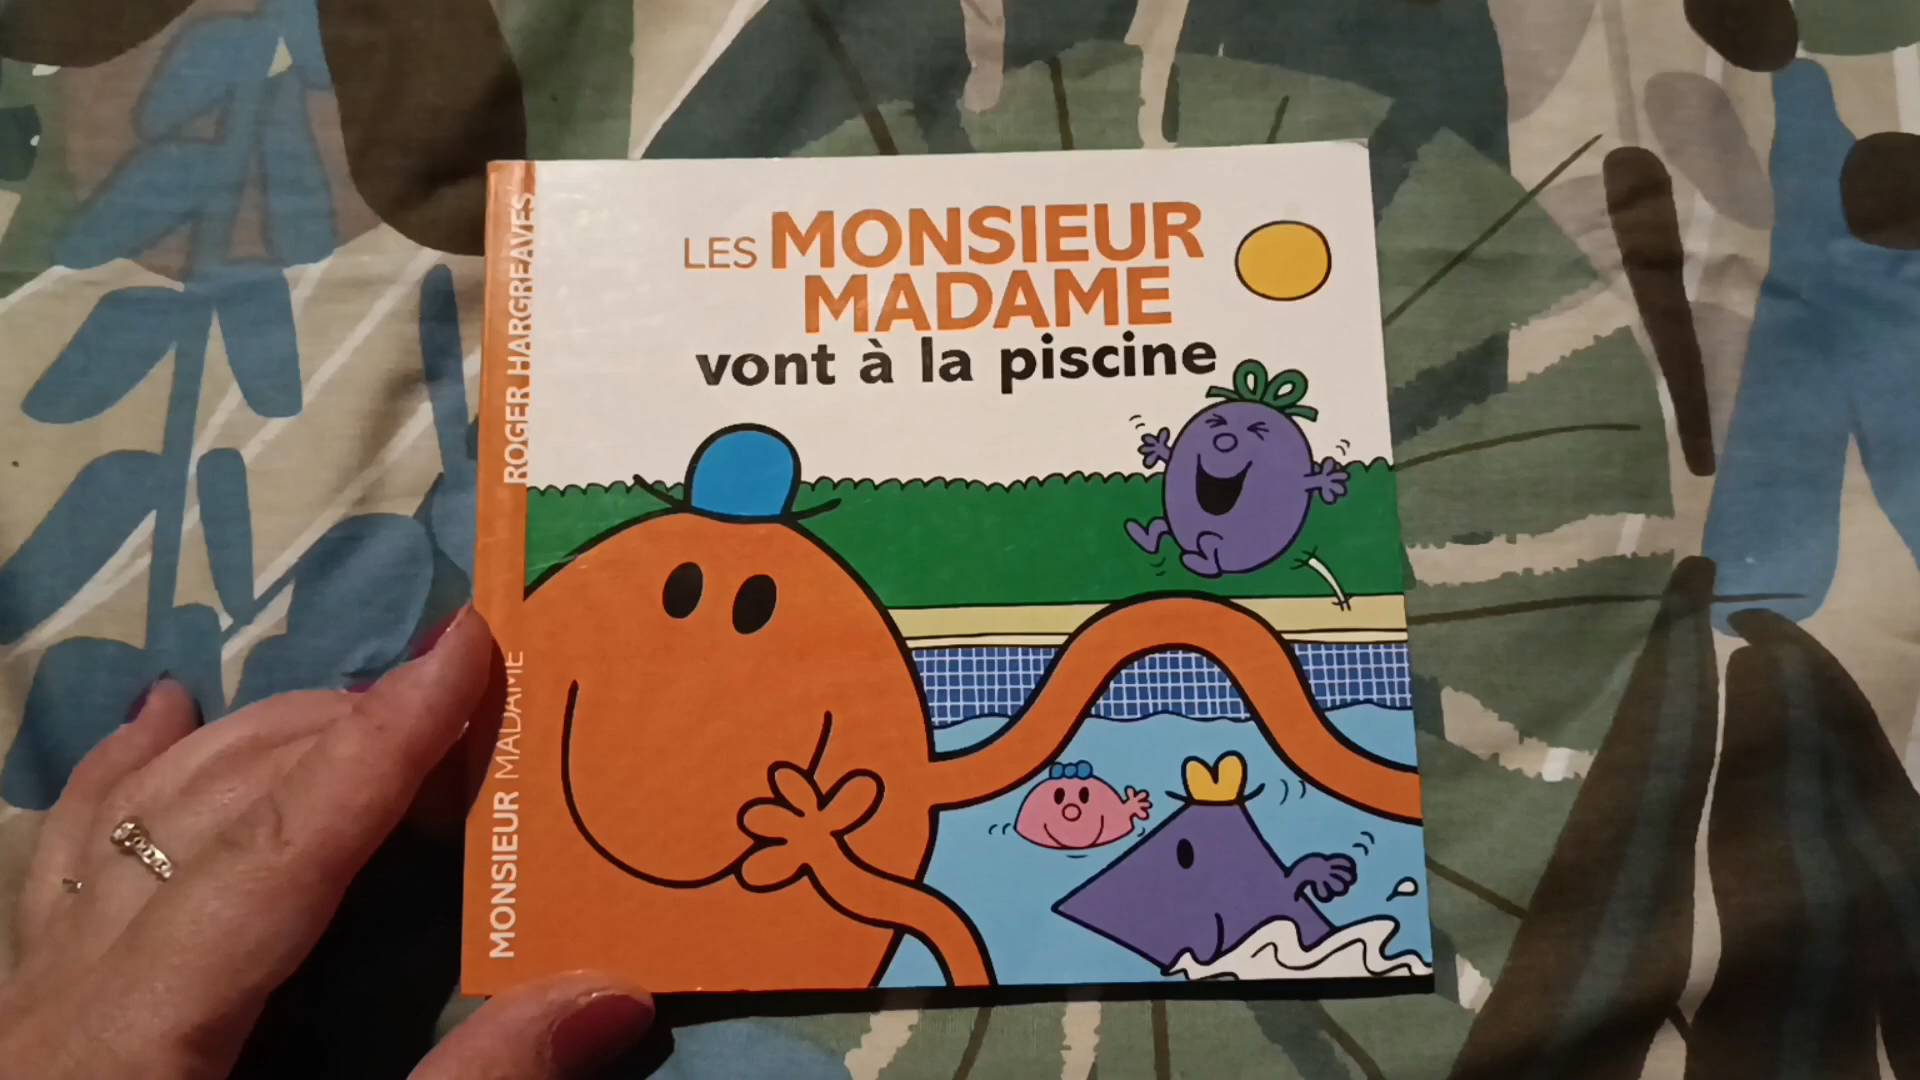 LES MONSIEUR
MADAME
vont à la piscine
ROGER HARGREAVES
MONSIEUR MADAME